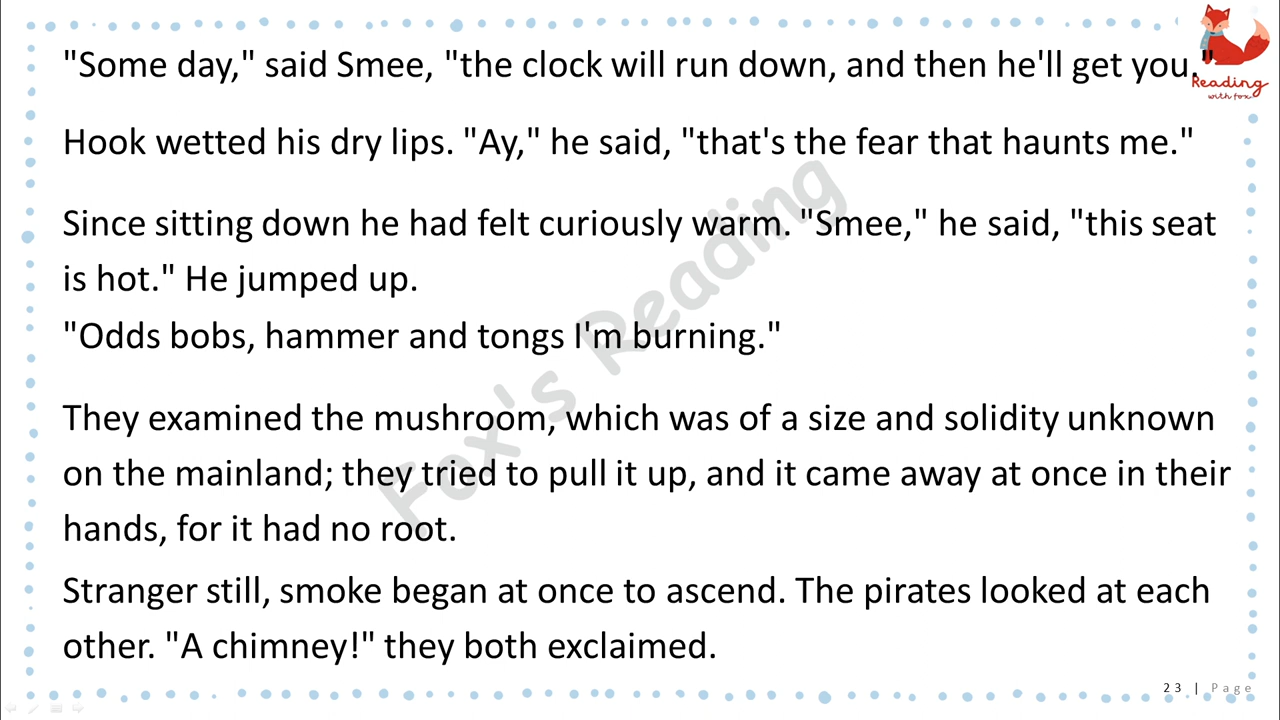 "Some day," said Smee, "the clock will run down, and then he'll get you."
Reading
with fox
Hook wetted his dry lips. "Ay," he said, "that's the fear that haunts me."
Since sitting down he had felt curiously warm. "Smee," he said, "this seat
is hot." He jumped up.
"Odds bobs, hammer and tongs I'm burning."
They examined the mushroom, which was of a size and solidity unknown
on the mainland; they tried to pull it up, and it came away at once in their
hands, for it had no root.
Stranger still, smoke began at once to ascend. The pirates looked at each
other. "A chimney!" they both exclaimed.
Fox's Reading
23 | Page